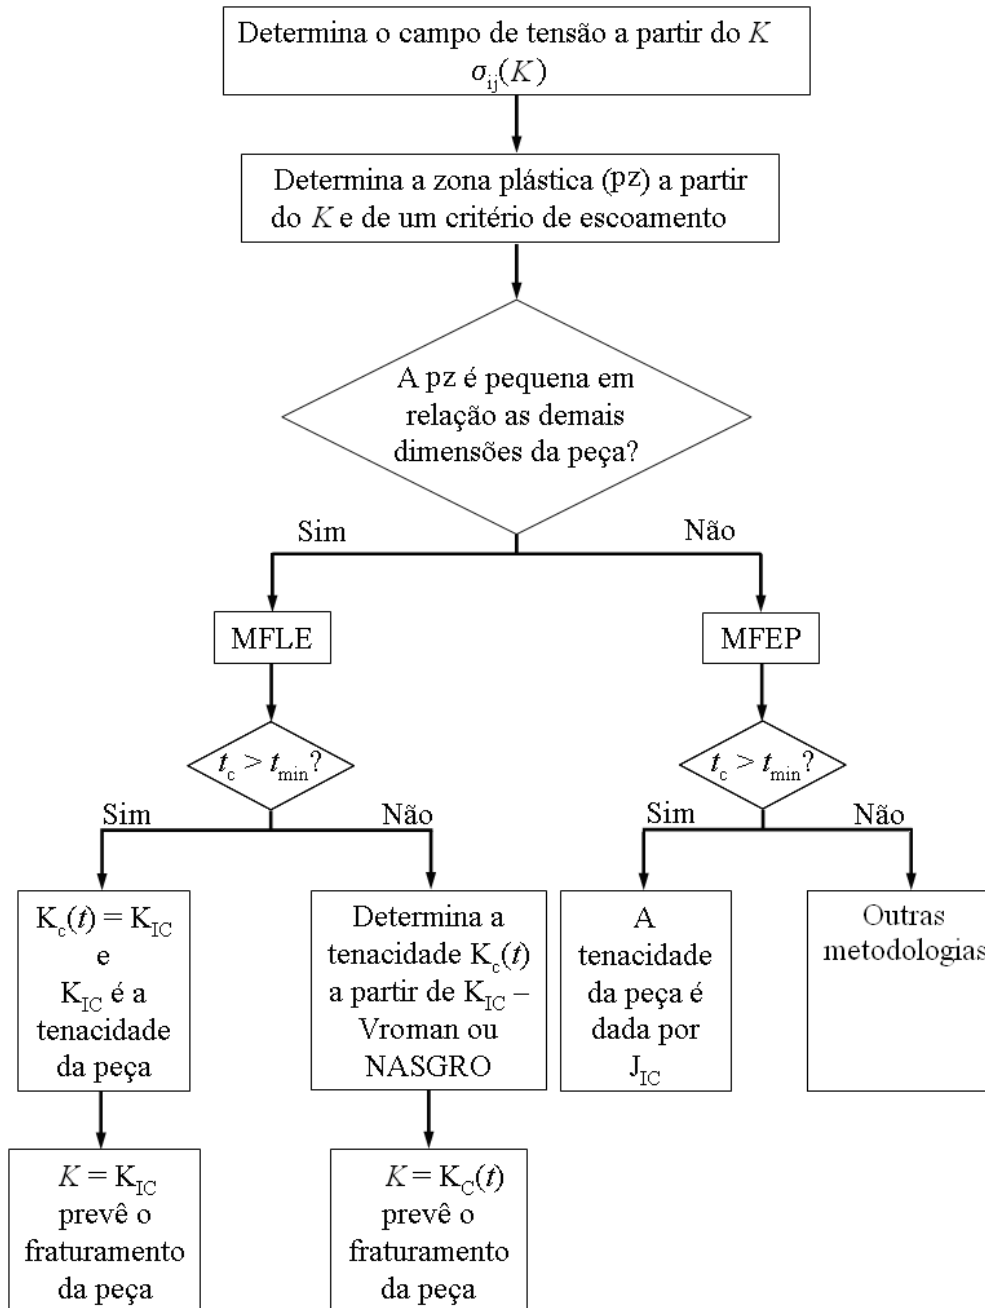 Determina o campo de tensão a partir do K
σij(K)
Determina a zona plástica (pz) a partir
do K e de um critério de escoamento
A pz é pequena em
relação as demais
dimensões da peça?
Sim
Não
MFLE
MFEP
tc > tmin?
tc > tmin?
Sim
Não
Sim
Não
Kc(t) = KIC
e
KIC é a
tenacidade
da peça
Determina a
tenacidade Kc(t)
a partir de KIC –
Vroman ou
NASGRO
A
tenacidade
da peça é
dada por
JIC
Outras
metodologias
K = KIC
prevê o
fraturamento
da peça
K = KC(t)
prevê o
fraturamento
da peça